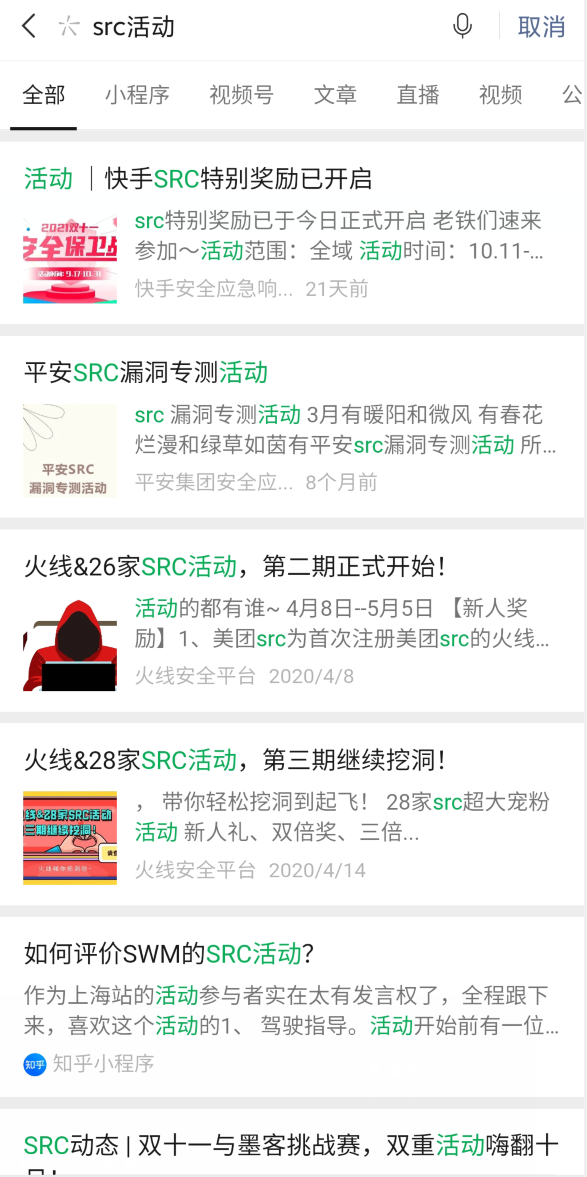 src活动
取消
全部 小程序 视频号 文章 直播 视频 公
活动 ｜快手SRC特别奖励已开启
2021双十一
安全保卫战
活动时间: 9.17-10.31
src特别奖励已于今日正式开启 老铁们速来
参加～活动范围：全域 活动时间：10.11-...
快手安全应急响... 21天前
平安SRC漏洞专测活动
平安SRC
漏洞专测活动
src 漏洞专测活动 3月有暖阳和微风 有春花
烂漫和绿草如茵有平安src漏洞专测活动 所...
平安集团安全应... 8个月前
火线&26家SRC活动，第二期正式开始！
活动的都有谁~ 4月8日--5月5日 【新人奖
励】1、美团src为首次注册美团src的火线...
火线安全平台 2020/4/8
火线&28家SRC活动，第三期继续挖洞！
线&28家SRC活动
三期继续挖洞！
， 带你轻松挖洞到起飞！ 28家src超大宠粉
活动 新人礼、双倍奖、三倍...
火线安全平台 2020/4/14
如何评价SWM的SRC活动？
作为上海站的活动参与者实在太有发言权了，全程跟下
来，喜欢这个活动的1、 驾驶指导。活动开始前有一位...
知乎 知乎小程序
SRC动态 | 双十一与墨客挑战赛，双重活动嗨翻十